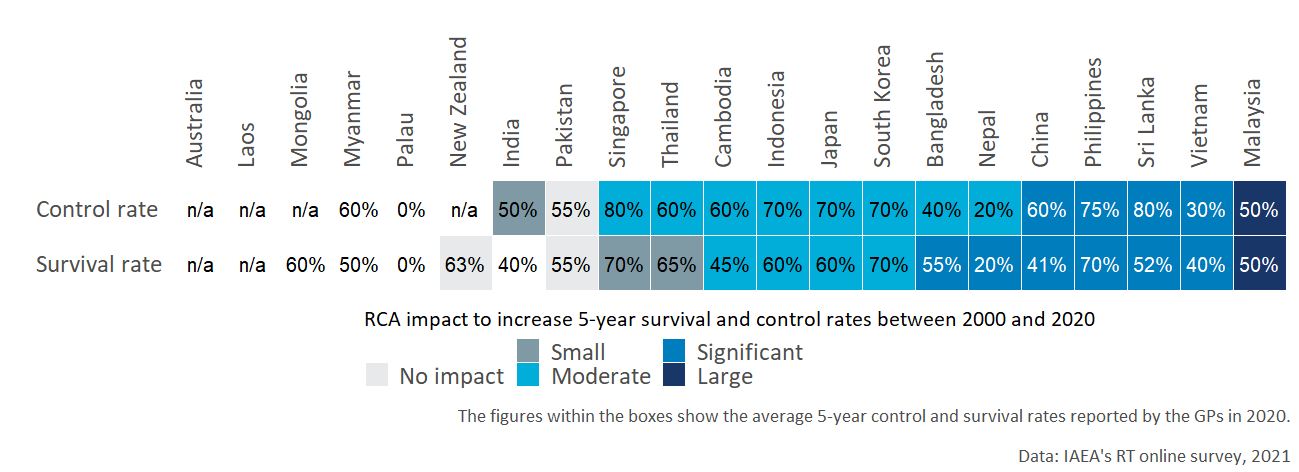 Australia Laos Mongolia Myanmar Palau New Zealand India Pakistan Singapore Thailand Cambodia Indonesia Japan South Korea Bangladesh Nepal China Philippines Sri Lanka Vietnam Malaysia
Control rate n/a n/a n/a 60% 0% n/a 50% 55% 80% 60% 60% 70% 70% 70% 40% 20% 60% 75% 80% 30% 50%
Survival rate n/a n/a 60% 50% 0% 63% 40% 55% 70% 65% 45% 60% 60% 70% 55% 20% 41% 70% 52% 40% 50%
RCA impact to increase 5-year survival and control rates between 2000 and 2020
Small Significant
No impact Moderate Large
The figures within the boxes show the average 5-year control and survival rates reported by the GPs in 2020.
Data: IAEA's RT online survey, 2021